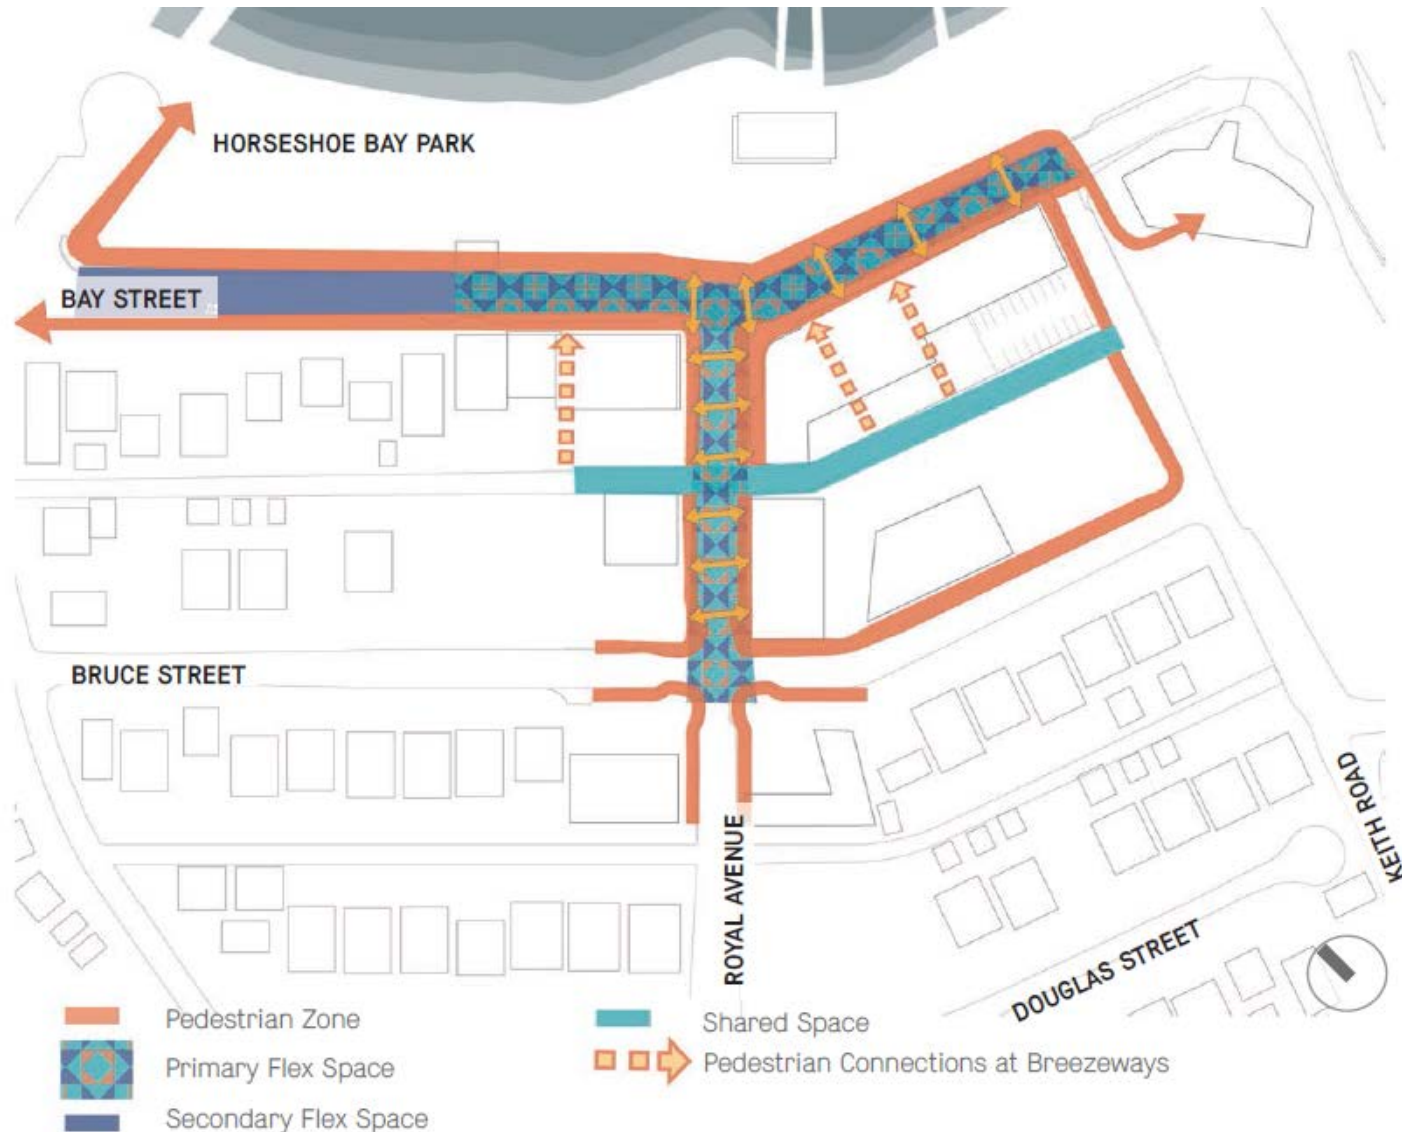 HORSESHOE BAY PARK
BAY STREET
BRUCE STREET
ROYAL AVENUE
KEITH ROAD
DOUGLAS STREET
Pedestrian Zone
Primary Flex Space
Secondary Flex Space
Shared Space
Pedestrian Connections at Breezeways